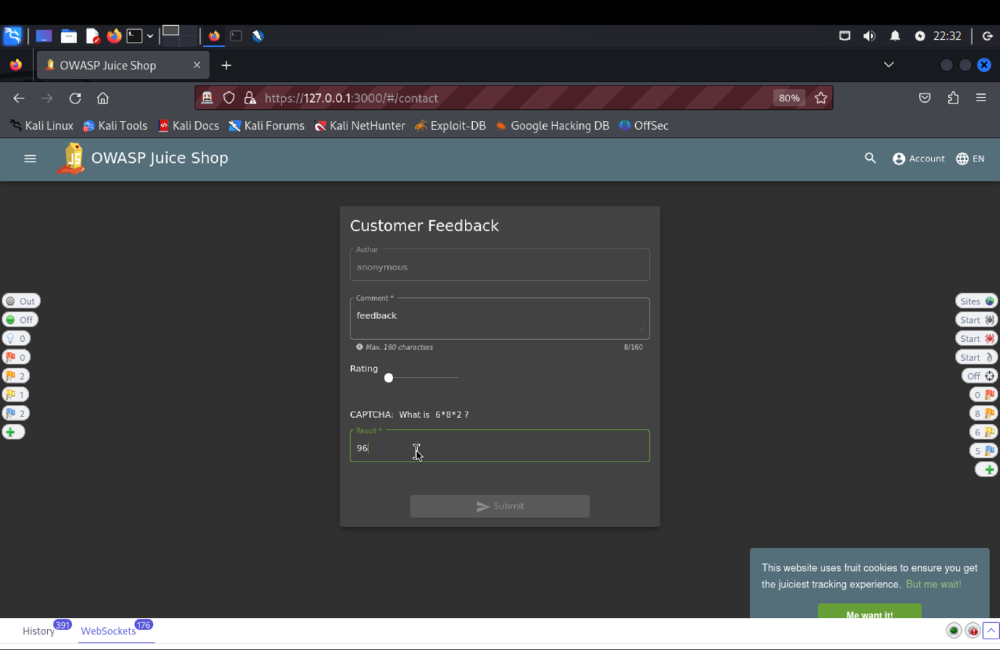 22:32
OWASP Juice Shop
https://127.0.0.1:3000/#/contact
80%
Kali Linux Kali Tools Kali Docs Kali Forums Kali NetHunter Exploit-DB Google Hacking DB OffSec
OWASP Juice Shop
Account EN
Customer Feedback
Author
anonymous
Comment *
feedback
Max. 160 characters 8/160
Rating
CAPTCHA: What is 6*8*2 ?
Result *
96
Submit
Out
Off
0
0
2
1
2
Sites
Start
Start
Start
Off
0
8
6
5
This website uses fruit cookies to ensure you get
the juiciest tracking experience. But me wait!
Me want it!
History 391 WebSockets 176